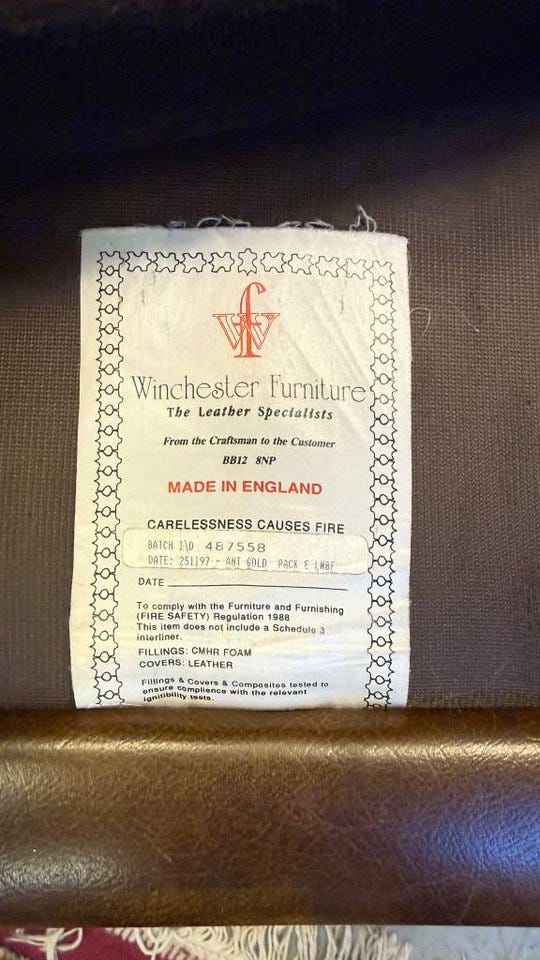 WfF
Winchester Furniture
The Leather Specialists
From the Craftsman to the Customer
BB12 8NP
MADE IN ENGLAND
CARELESSNESS CAUSES FIRE
BATCH I\D 487558
DATE: 251197 - ANT GOLD PACK E
DATE
To comply with the Furniture and Furnishing
(FIRE SAFETY) Regulation 1988
This item does not include a Schedule 3
interliner.
FILLINGS: CMHR FOAM
COVERS: LEATHER
Fillings & Covers & Composites tested to
ensure complience with the relevant
ignitibility tests.